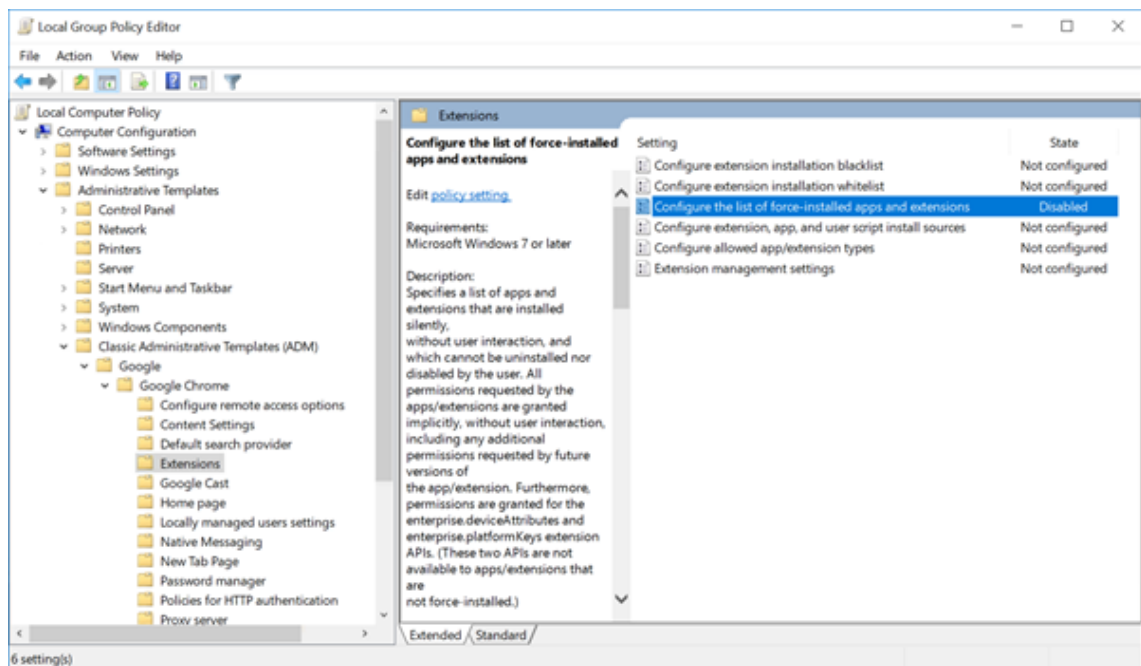 Local Group Policy Editor
File Action View Help
Local Computer Policy
Computer Configuration
Software Settings
Windows Settings
Administrative Templates
Control Panel
Network
Printers
Server
Start Menu and Taskbar
System
Windows Components
Classic Administrative Templates (ADM)
Google
Google Chrome
Configure remote access options
Content Settings
Default search provider
Extensions
Google Cast
Home page
Locally managed users settings
Native Messaging
New Tab Page
Password manager
Policies for HTTP authentication
Proxy server
Extensions
Configure the list of force-installed
apps and extensions
Edit policy setting.
Requirements:
Microsoft Windows 7 or later
Description:
Specifies a list of apps and
extensions that are installed
silently,
without user interaction, and
which cannot be uninstalled nor
disabled by the user. All
permissions requested by the
apps/extensions are granted
implicitly, without user interaction,
including any additional
permissions requested by future
versions of
the app/extension. Furthermore,
permissions are granted for the
enterprise.deviceAttributes and
enterprise.platformKeys extension
APIs. (These two APIs are not
available to apps/extensions that
are
not force-installed.)
Setting State
Configure extension installation blacklist Not configured
Configure extension installation whitelist Not configured
Configure the list of force-installed apps and extensions Disabled
Configure extension, app, and user script install sources Not configured
Configure allowed app/extension types Not configured
Extension management settings Not configured
Extended Standard
6 setting(s)